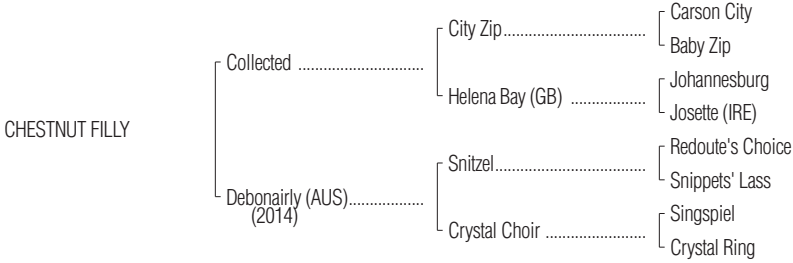 Carson City
City Zip
Baby Zip
Collected
Johannesburg
Helena Bay (GB)
Josette (IRE)
CHESTNUT FILLY
Redoute's Choice
Snitzel
Snippets' Lass
Debonairly (AUS)
(2014)
Singspiel
Crystal Choir
Crystal Ring